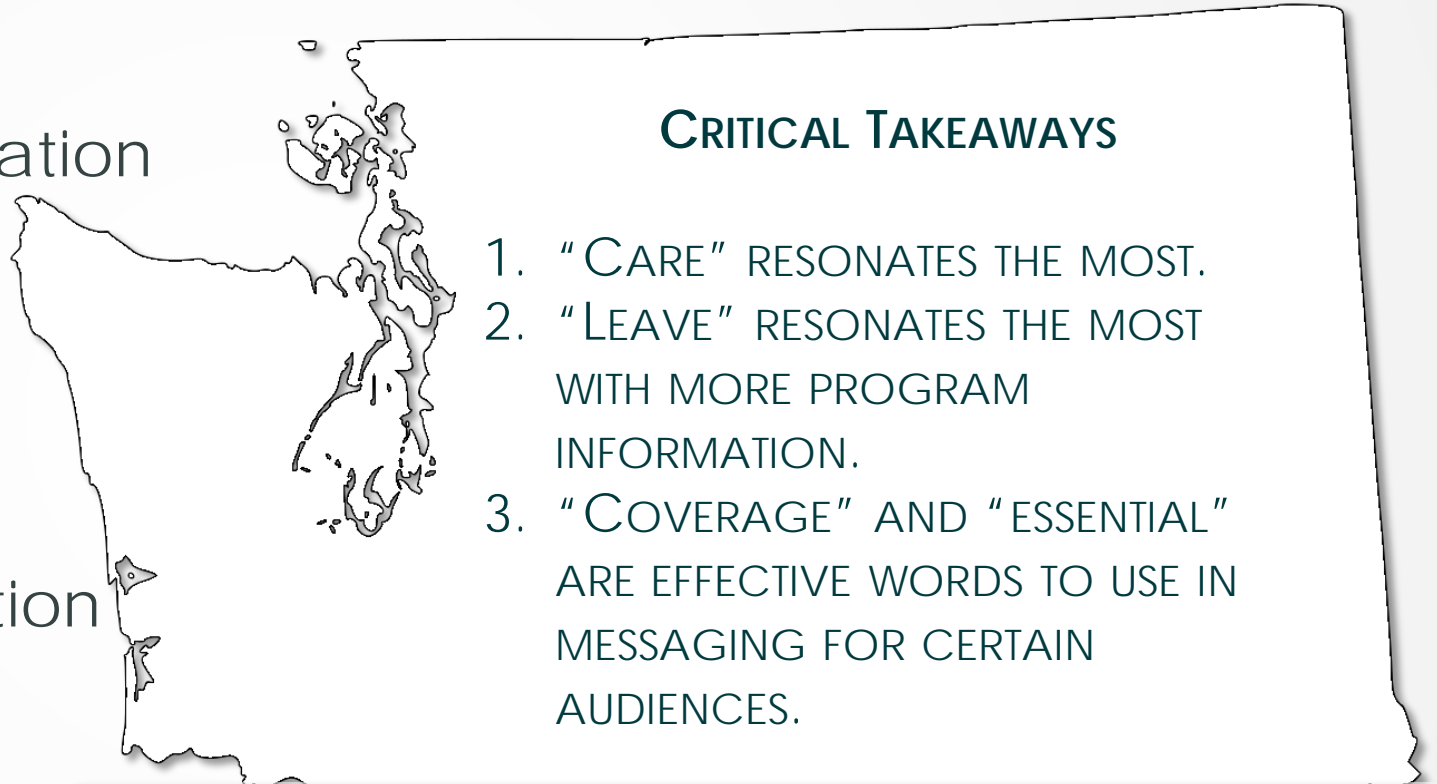 ation
CRITICAL TAKEAWAYS
1. “CARE” RESONATES THE MOST.
2. “LEAVE” RESONATES THE MOST
WITH MORE PROGRAM
INFORMATION.
3. “COVERAGE” AND “ESSENTIAL”
ARE EFFECTIVE WORDS TO USE IN
MESSAGING FOR CERTAIN
AUDIENCES.
tion